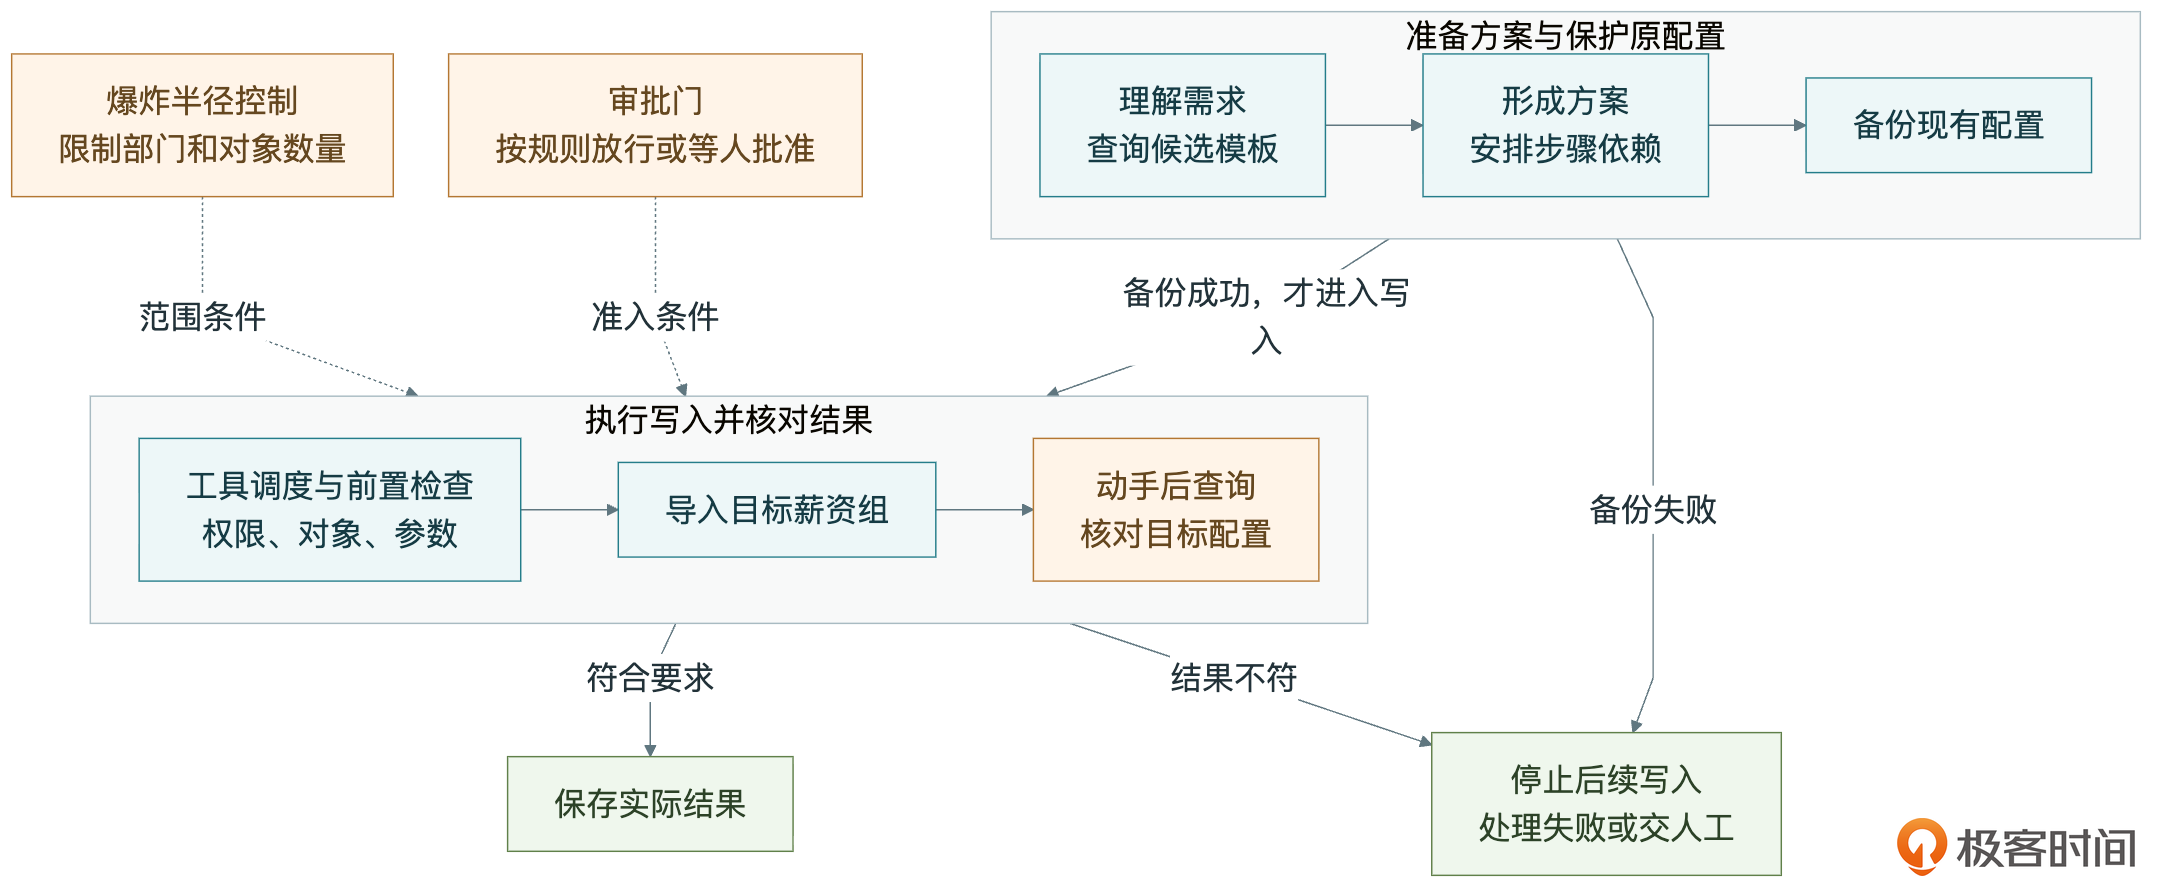 准备方案与保护原配置
爆炸半径控制
限制部门和对象数量
审批门
按规则放行或等人批准
理解需求
查询候选模板
形成方案
安排步骤依赖
备份现有配置
范围条件
准入条件
备份成功，才进入写
入
执行写入并核对结果
工具调度与前置检查
权限、对象、参数
导入目标薪资组
动手后查询
核对目标配置
备份失败
符合要求
结果不符
保存实际结果
停止后续写入
处理失败或交人工
极客时间